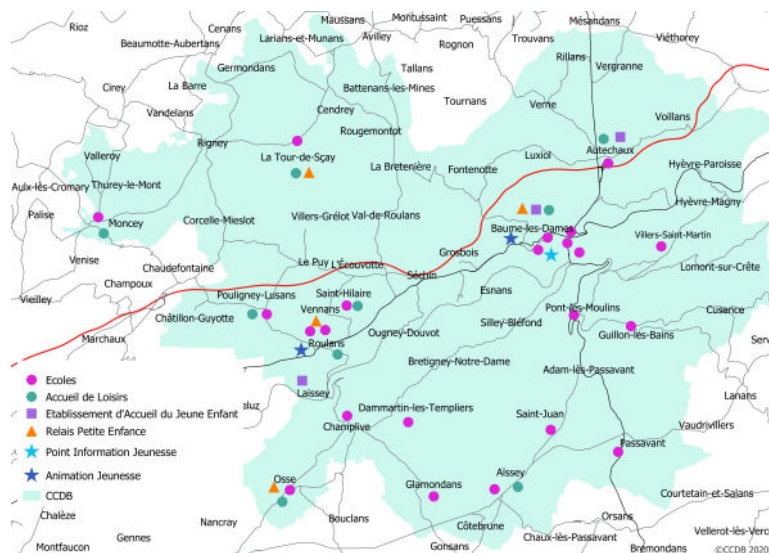 Maussans
Montussaint
Puessans
Mésandans
Rioz
Cenans
Beaumotte-Aubertans
Larians-et-Munans
Avilley
Rognon
Trouvans
Viéthorey
Rillans
Germondans
Tallans
Vergranne
Cirey
La Barre
Battenans-les-Mines
Cendrey
Tournans
Verne
Vandelans
Rougemontot
Voillans
Rigney
Autechaux
Valleroy
La Tour-de-Sçay
Luxiol
La Bretenière
Fontenotte
Hyèvre-Paroisse
Aulx-lès-Cromary
Thurey-le-Mont
Hyèvre-Magny
Palise
Moncey
Corcelle-Mieslot
Villers-Grélot
Val-de-Roulans
Baume-les-Dames
Villers-Saint-Martin
Grosbois
Venise
Le Puy
L'Écouvotte
Chaudefontaine
Séchin
Lomont-sur-Crête
Champoux
Esnans
Vieilley
Pouligney-Lusans
Saint-Hilaire
Châtillon-Guyotte
Vennans
Pont-les-Moulins
Cusance
Silley-Bléfond
Marchaux
Ougney-Douvot
Guillon-les-Bains
Roulans
Bretigney-Notre-Dame
Adam-lès-Passavant
Laissey
Lanans
Dammartin-les-Templiers
Saint-Juan
Champlive
Vaudrivillers
Passavant
Osse
Glamondans
Aïssey
Courtetain-et-Salans
Chalèze
Nancray
Bouclans
Côtebrune
Orsans
Gennes
Gonsans
Chaux-lès-Passavant
Montfaucon
Bremondans
Ecoles
Accueil de Loisirs
Etablissement d'Accueil du Jeune Enfant
Relais Petite Enfance
Point Information Jeunesse
Animation Jeunesse
CCDB